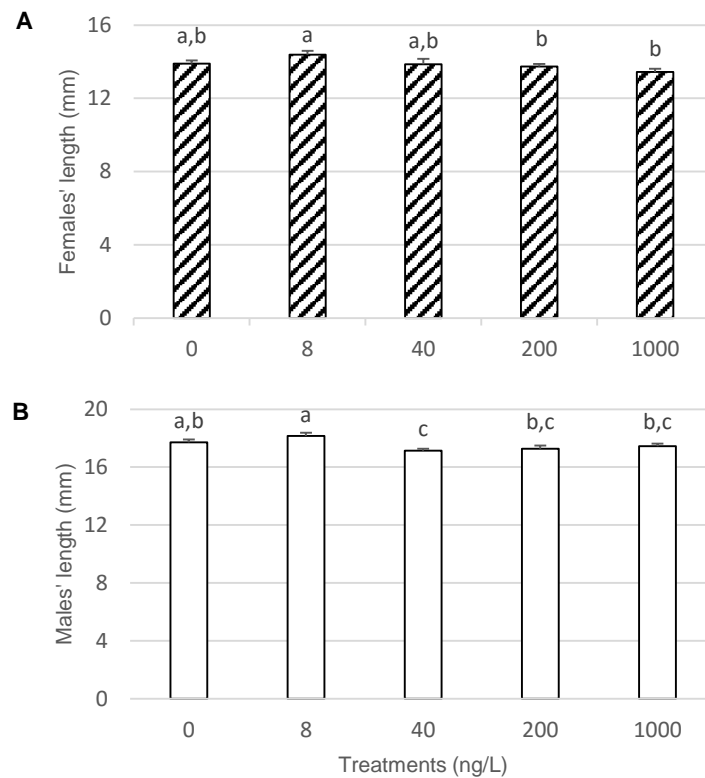 A
16
a,b
a
a,b
b
b
12
8
4
0
Females' length (mm)
0 8 40 200 1000
B
20
a,b
a
c
b,c
b,c
16
12
8
4
0
Males' length (mm)
0 8 40 200 1000
Treatments (ng/L)